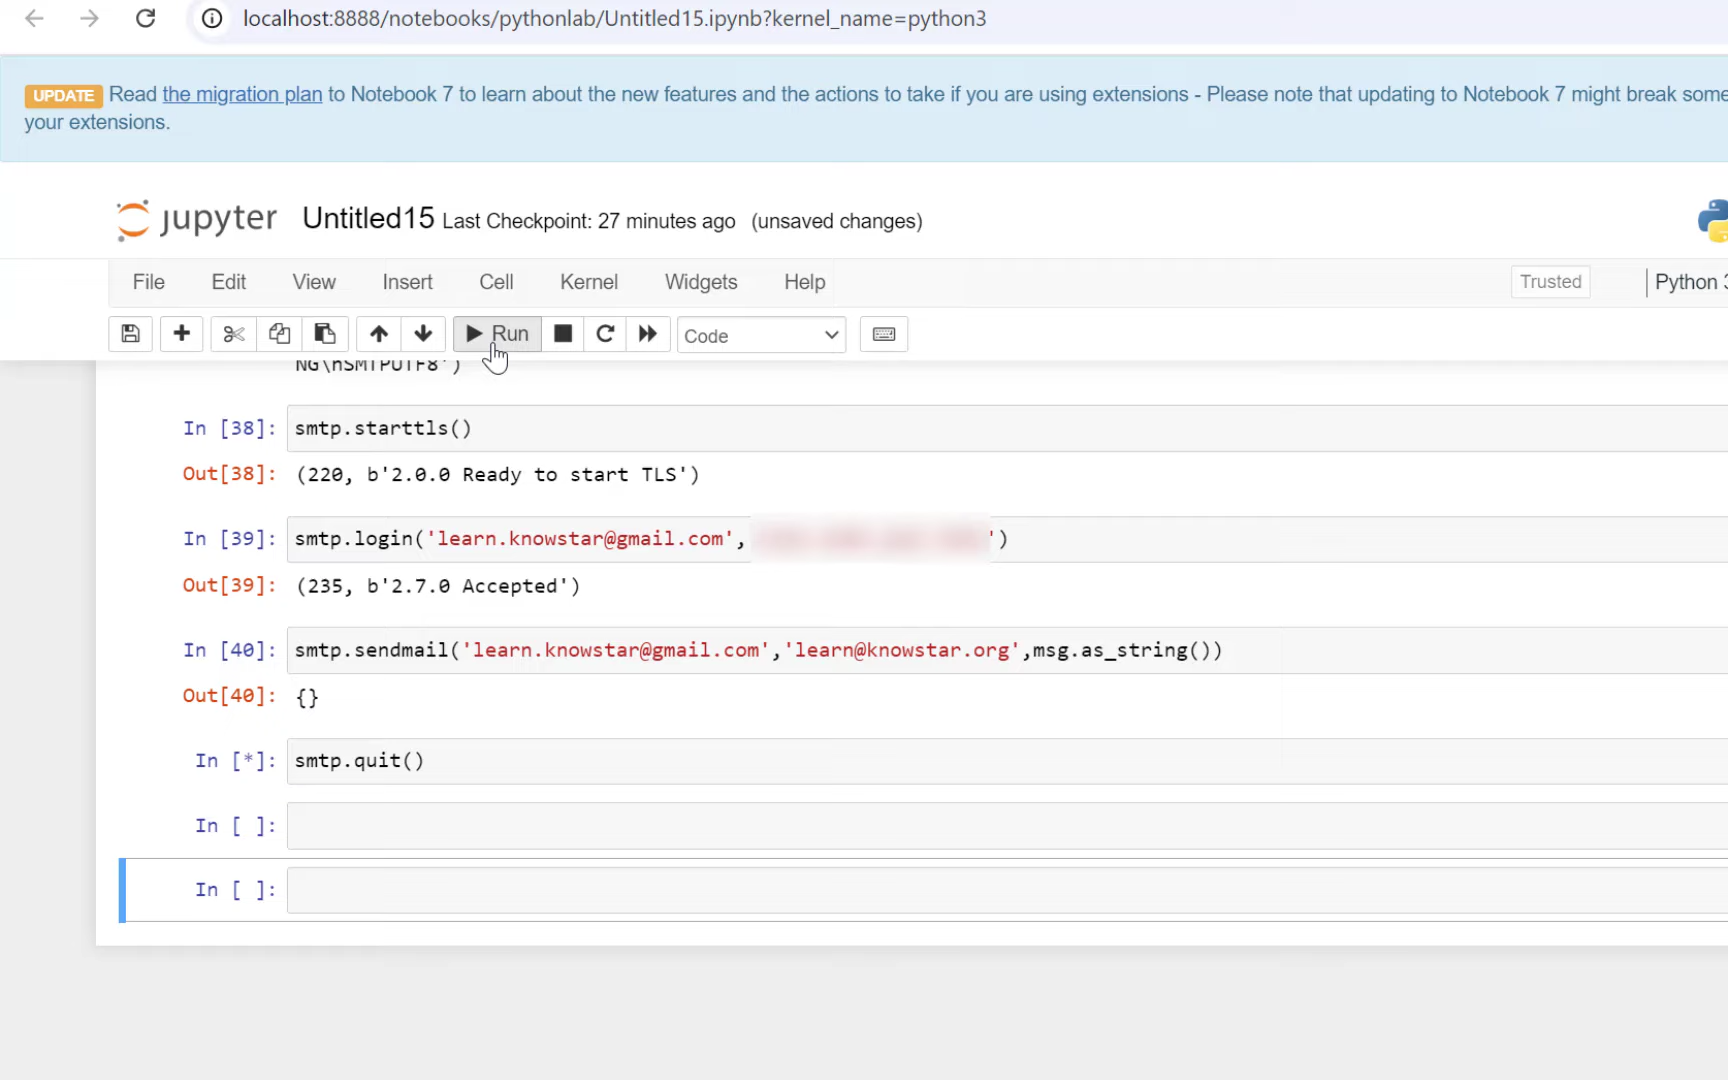 localhost:8888/notebooks/pythonlab/Untitled15.ipynb?kernel_name=python3
UPDATE Read the migration plan to Notebook 7 to learn about the new features and the actions to take if you are using extensions - Please note that updating to Notebook 7 might break some
your extensions.
jupyter Untitled15 Last Checkpoint: 27 minutes ago (unsaved changes)
File Edit View Insert Cell Kernel Widgets Help Trusted Python 3
Run Code
NG\nSMTPUTF8')
In [38]: smtp.starttls()
Out[38]: (220, b'2.0.0 Ready to start TLS')
In [39]: smtp.login('learn.knowstar@gmail.com', ')
Out[39]: (235, b'2.7.0 Accepted')
In [40]: smtp.sendmail('learn.knowstar@gmail.com','learn@knowstar.org',msg.as_string())
Out[40]: {}
In [*]: smtp.quit()
In [ ]:
In [ ]: